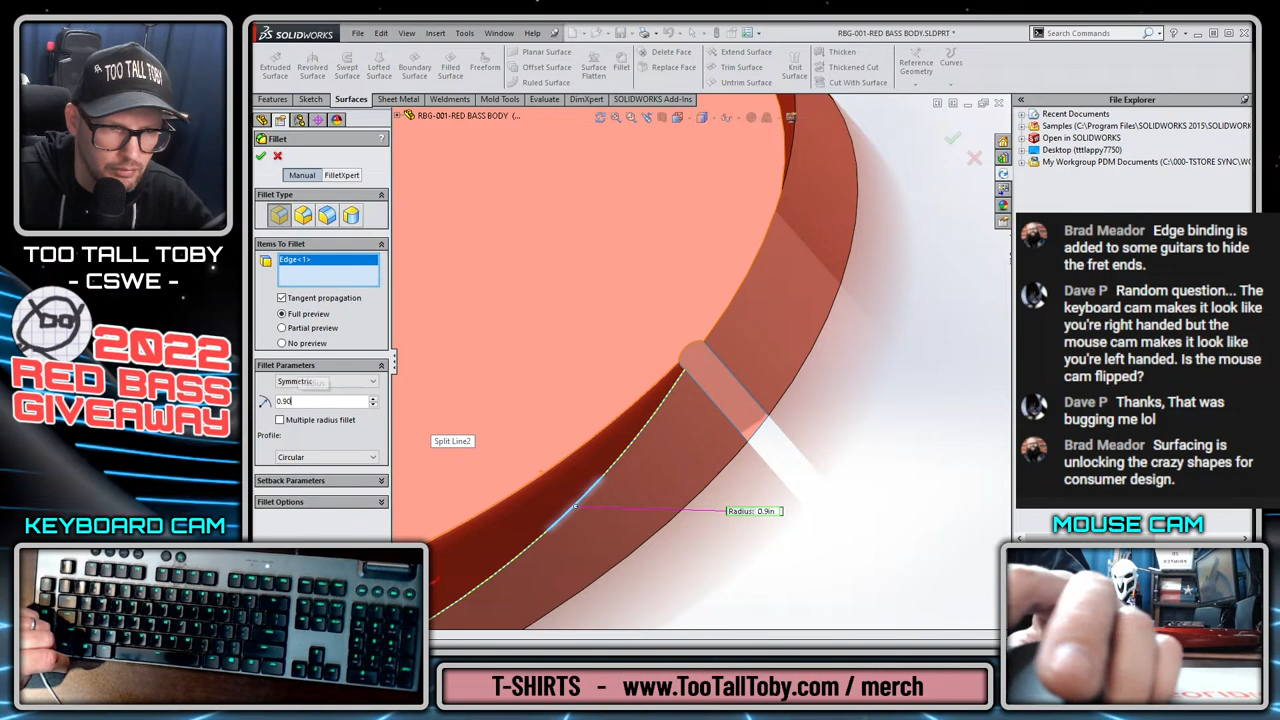 SOLIDWORKS
File Edit View Insert Tools Window Help
RBG-001-RED BASS BODY.SLDPRT *
Search Commands
Extruded Surface
Revolved Surface
Swept Surface
Lofted Surface
Boundary Surface
Filled Surface
Freeform
Planar Surface
Offset Surface
Ruled Surface
Surface Flatten
Fillet
Delete Face
Replace Face
Extend Surface
Trim Surface
Untrim Surface
Knit Surface
Thicken
Thickened Cut
Cut With Surface
Reference Geometry
Curves
Features Sketch Surfaces Sheet Metal Weldments Mold Tools Evaluate DimXpert SOLIDWORKS Add-Ins
File Explorer
RBG-001-RED BASS BODY (...
Recent Documents
Samples (C:\Program Files\SOLIDWORKS 2015\SAMPLES\W
Open in SOLIDWORKS
Desktop (tttlappy7750)
My Workgroup PDM Documents (C:\000-TSTORE SYNC\WO
Fillet
?
Manual FilletXpert
Fillet Type
Items To Fillet
Edge<1>
Tangent propagation
Full preview
Partial preview
No preview
Fillet Parameters
Symmetric
0.90
Multiple radius fillet
Profile:
Circular
Setback Parameters
Fillet Options
Split Line2
Radius: 0.9in
TOO TALL TOBY
TOO TALL TOBY
- CSWE -
2022
RED BASS
GIVEAWAY
KEYBOARD CAM
Brad Meador Edge binding is
added to some guitars to hide
the fret ends.
Dave P Random question... The
keyboard cam makes it look like
you're right handed but the
mouse cam makes it look like
you're left handed. Is the mouse
cam flipped?
Dave P Thanks, That was
bugging me lol
Brad Meador Surfacing is
unlocking the crazy shapes for
consumer design.
MOUSE CAM
T-SHIRTS - www.TooTallToby.com / merch